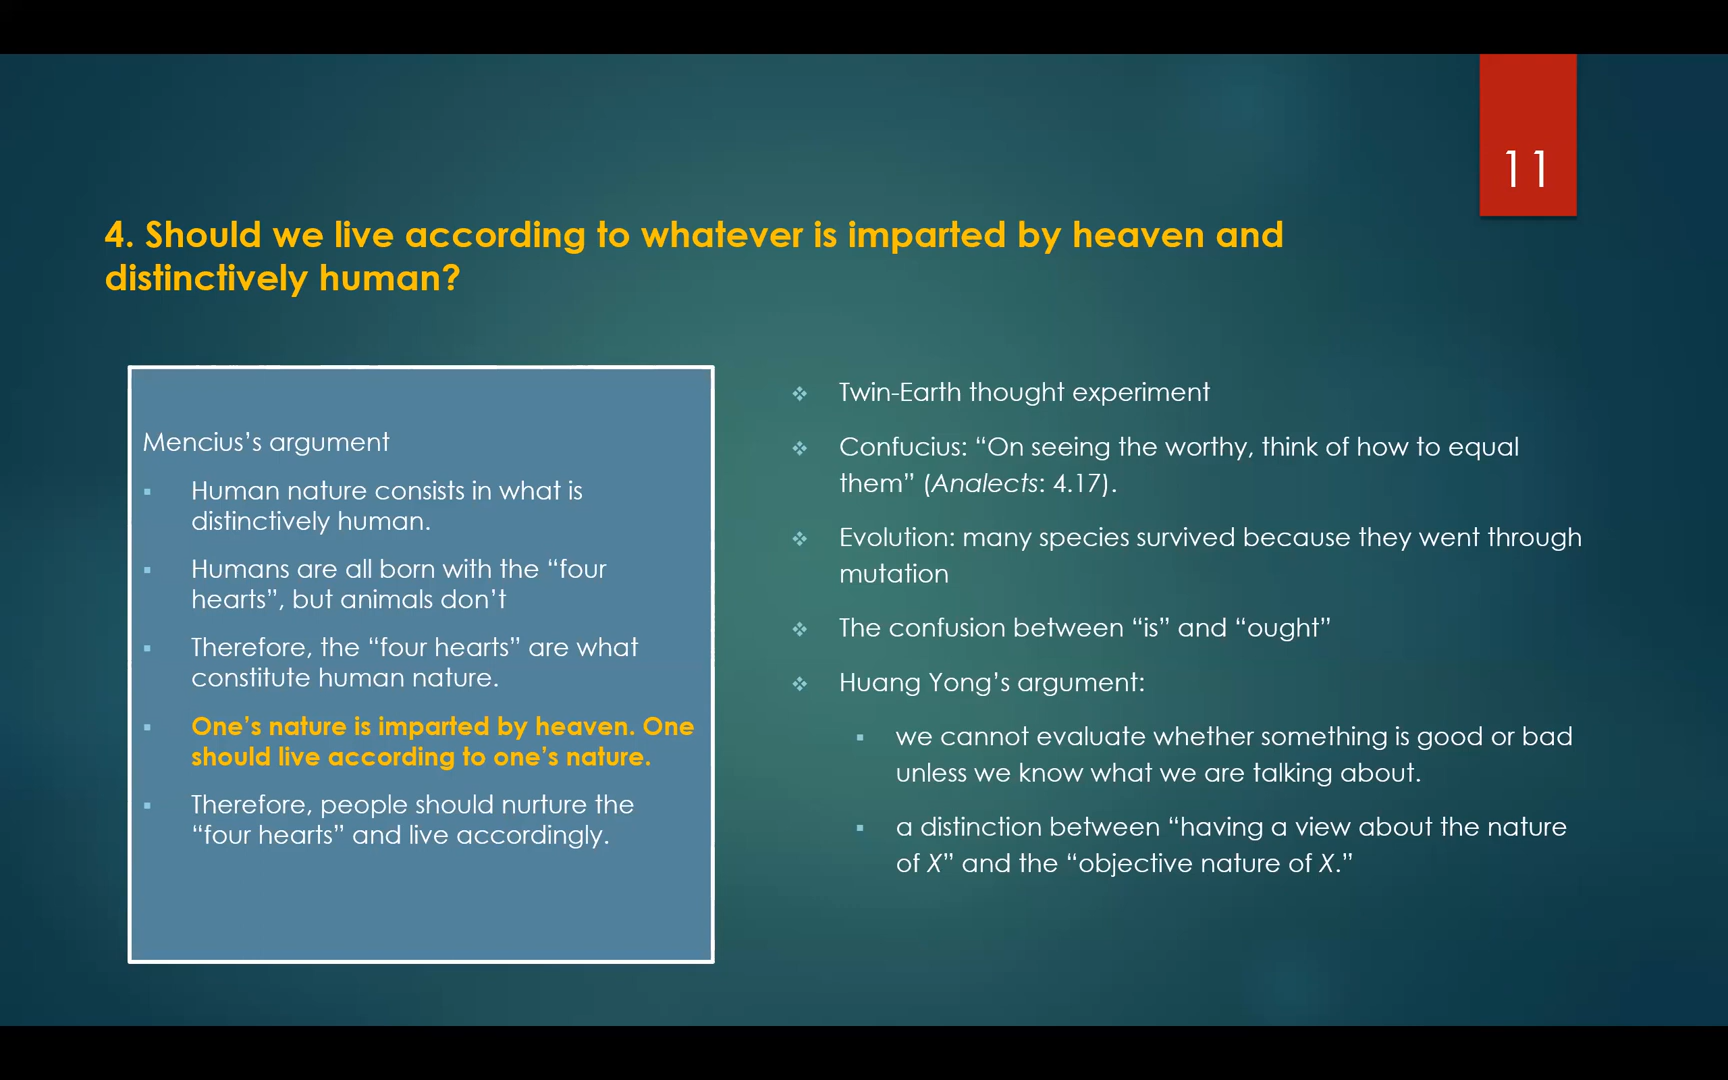 11
4. Should we live according to whatever is imparted by heaven and
distinctively human?
Mencius’s argument
▪ Human nature consists in what is
distinctively human.
▪ Humans are all born with the “four
hearts”, but animals don’t
▪ Therefore, the “four hearts” are what
constitute human nature.
▪ One’s nature is imparted by heaven. One
should live according to one’s nature.
▪ Therefore, people should nurture the
“four hearts” and live accordingly.
❖ Twin-Earth thought experiment
❖ Confucius: “On seeing the worthy, think of how to equal
them” (Analects: 4.17).
❖ Evolution: many species survived because they went through
mutation
❖ The confusion between “is” and “ought”
❖ Huang Yong’s argument:
▪ we cannot evaluate whether something is good or bad
unless we know what we are talking about.
▪ a distinction between “having a view about the nature
of X” and the “objective nature of X.”